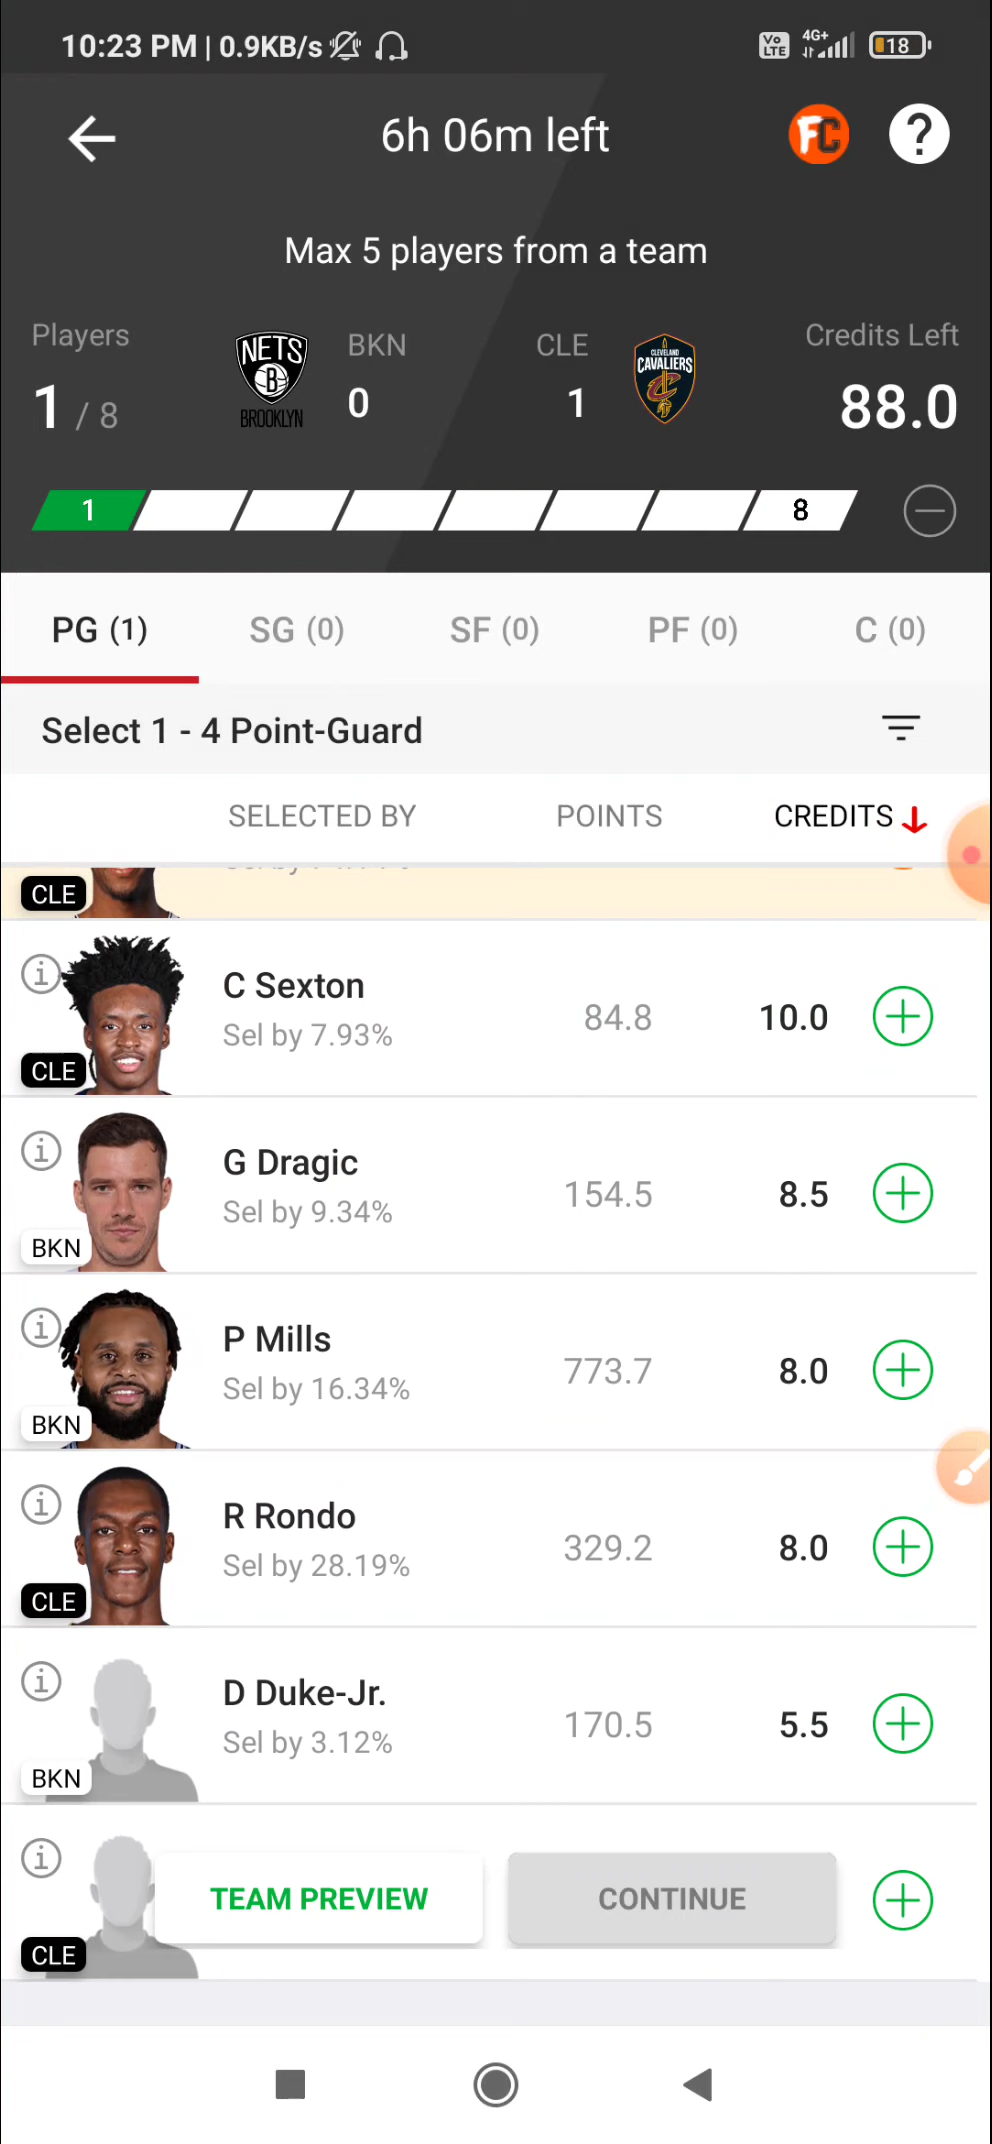 10:23 PM | 0.9KB/s
Vo LTE 4G+ 18
6h 06m left
FC ?
Max 5 players from a team
Players BKN CLE Credits Left
NETS B BROOKLYN
CLEVELAND CAVALIERS C
1 / 8 0 1 88.0
1 8
PG (1) SG (0) SF (0) PF (0) C (0)
Select 1 - 4 Point-Guard
SELECTED BY POINTS CREDITS
CLE
i C Sexton
Sel by 7.93% 84.8 10.0
CLE
i G Dragic
Sel by 9.34% 154.5 8.5
BKN
i P Mills
Sel by 16.34% 773.7 8.0
BKN
i R Rondo
Sel by 28.19% 329.2 8.0
CLE
i D Duke-Jr.
Sel by 3.12% 170.5 5.5
BKN
i
TEAM PREVIEW CONTINUE
CLE